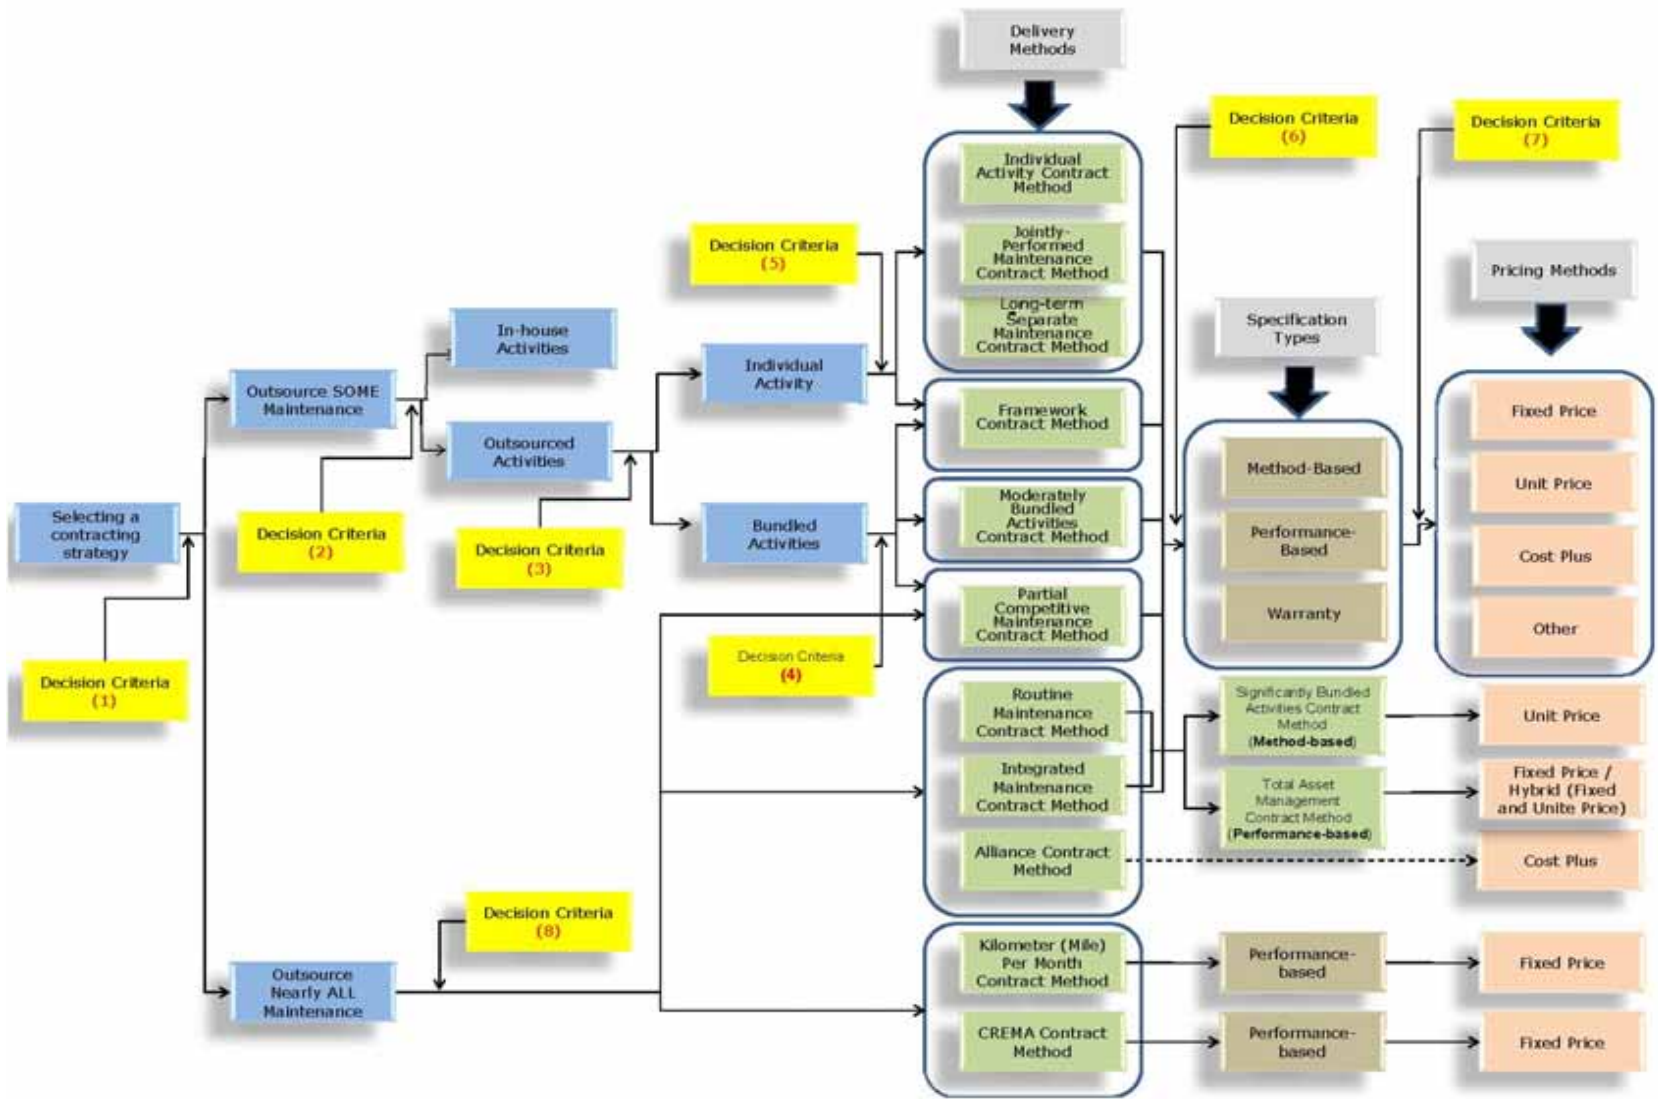 Delivery
Methods
Decision Criteria
(6)
Decision Criteria
(7)
Individual
Activity Contract
Method
Jointly-
Performed
Maintenance
Contract Method
Long-term
Separate
Maintenance
Contract Method
Decision Criteria
(5)
Pricing Methods
Specification
Types
In-house
Activities
Individual
Activity
Outsource SOME
Maintenance
Framework
Contract Method
Fixed Price
Outsourced
Activities
Method-Based
Unit Price
Selecting a
contracting
strategy
Decision Criteria
(2)
Decision Criteria
(3)
Bundled
Activities
Moderately
Bundled
Activities
Contract Method
Performance-
Based
Cost Plus
Partial
Competitive
Maintenance
Contract Method
Warranty
Other
Decision Criteria
(1)
Decision Criteria
(4)
Routine
Maintenance
Contract Method
Significantly Bundled
Activities Contract
Method
(Method-based)
Unit Price
Integrated
Maintenance
Contract Method
Total Asset
Management
Contract Method
(Performance-based)
Fixed Price /
Hybrid (Fixed
and Unite Price)
Alliance Contract
Method
Cost Plus
Decision Criteria
(8)
Outsource
Nearly ALL
Maintenance
Kilometer (Mile)
Per Month
Contract Method
Performance-
based
Fixed Price
CREMA Contract
Method
Performance-
based
Fixed Price